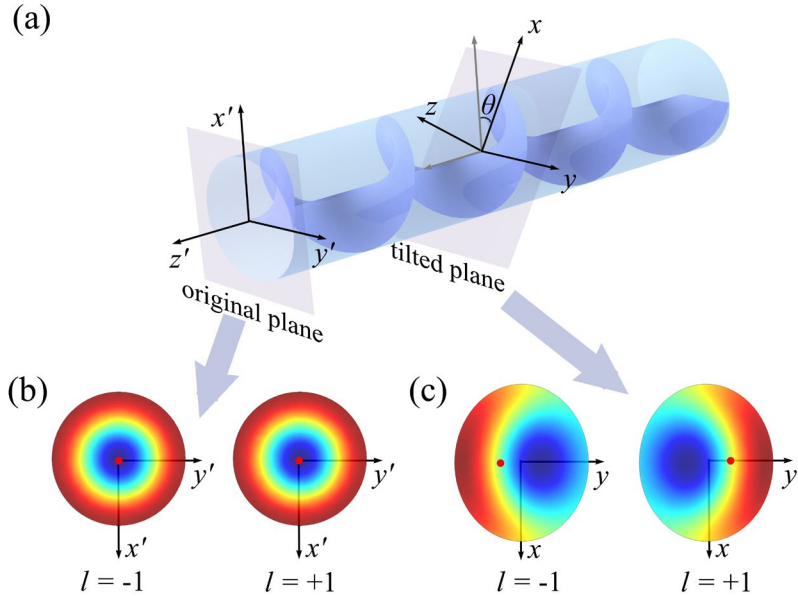 (a)
x
x'
z
θ
y
z'
y'
tilted plane
original plane
(b)
(c)
y'
y'
y
y
x'
x'
x
x
l = -1
l = +1
l = -1
l = +1